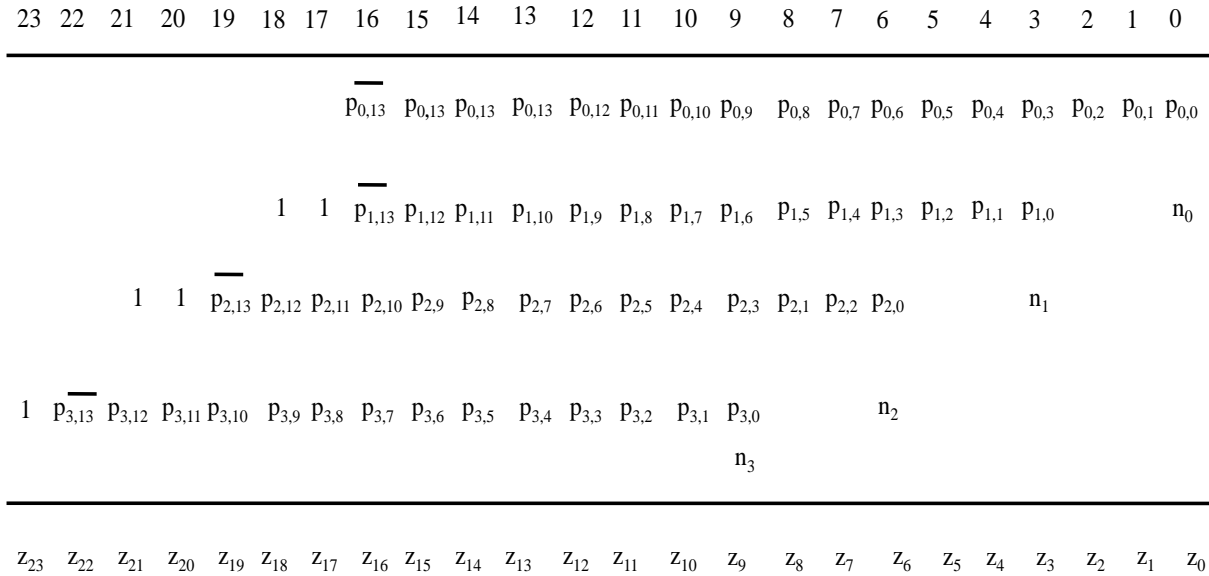 23 22 21 20 19 18 17 16 15 14 13 12 11 10 9 8 7 6 5 4 3 2 1 0
p̅₀,₁₃ p₀,₁₃ p₀,₁₃ p₀,₁₃ p₀,₁₂ p₀,₁₁ p₀,₁₀ p₀,₉ p₀,₈ p₀,₇ p₀,₆ p₀,₅ p₀,₄ p₀,₃ p₀,₂ p₀,₁ p₀,₀
1 1 p̅₁,₁₃ p₁,₁₂ p₁,₁₁ p₁,₁₀ p₁,₉ p₁,₈ p₁,₇ p₁,₆ p₁,₅ p₁,₄ p₁,₃ p₁,₂ p₁,₁ p₁,₀ n₀
1 1 p̅₂,₁₃ p₂,₁₂ p₂,₁₁ p₂,₁₀ p₂,₉ p₂,₈ p₂,₇ p₂,₆ p₂,₅ p₂,₄ p₂,₃ p₂,₁ p₂,₂ p₂,₀ n₁
1 p̅₃,₁₃ p₃,₁₂ p₃,₁₁ p₃,₁₀ p₃,₉ p₃,₈ p₃,₇ p₃,₆ p₃,₅ p₃,₄ p₃,₃ p₃,₂ p₃,₁ p₃,₀ n₂
n₃
z₂₃ z₂₂ z₂₁ z₂₀ z₁₉ z₁₈ z₁₇ z₁₆ z₁₅ z₁₄ z₁₃ z₁₂ z₁₁ z₁₀ z₉ z₈ z₇ z₆ z₅ z₄ z₃ z₂ z₁ z₀